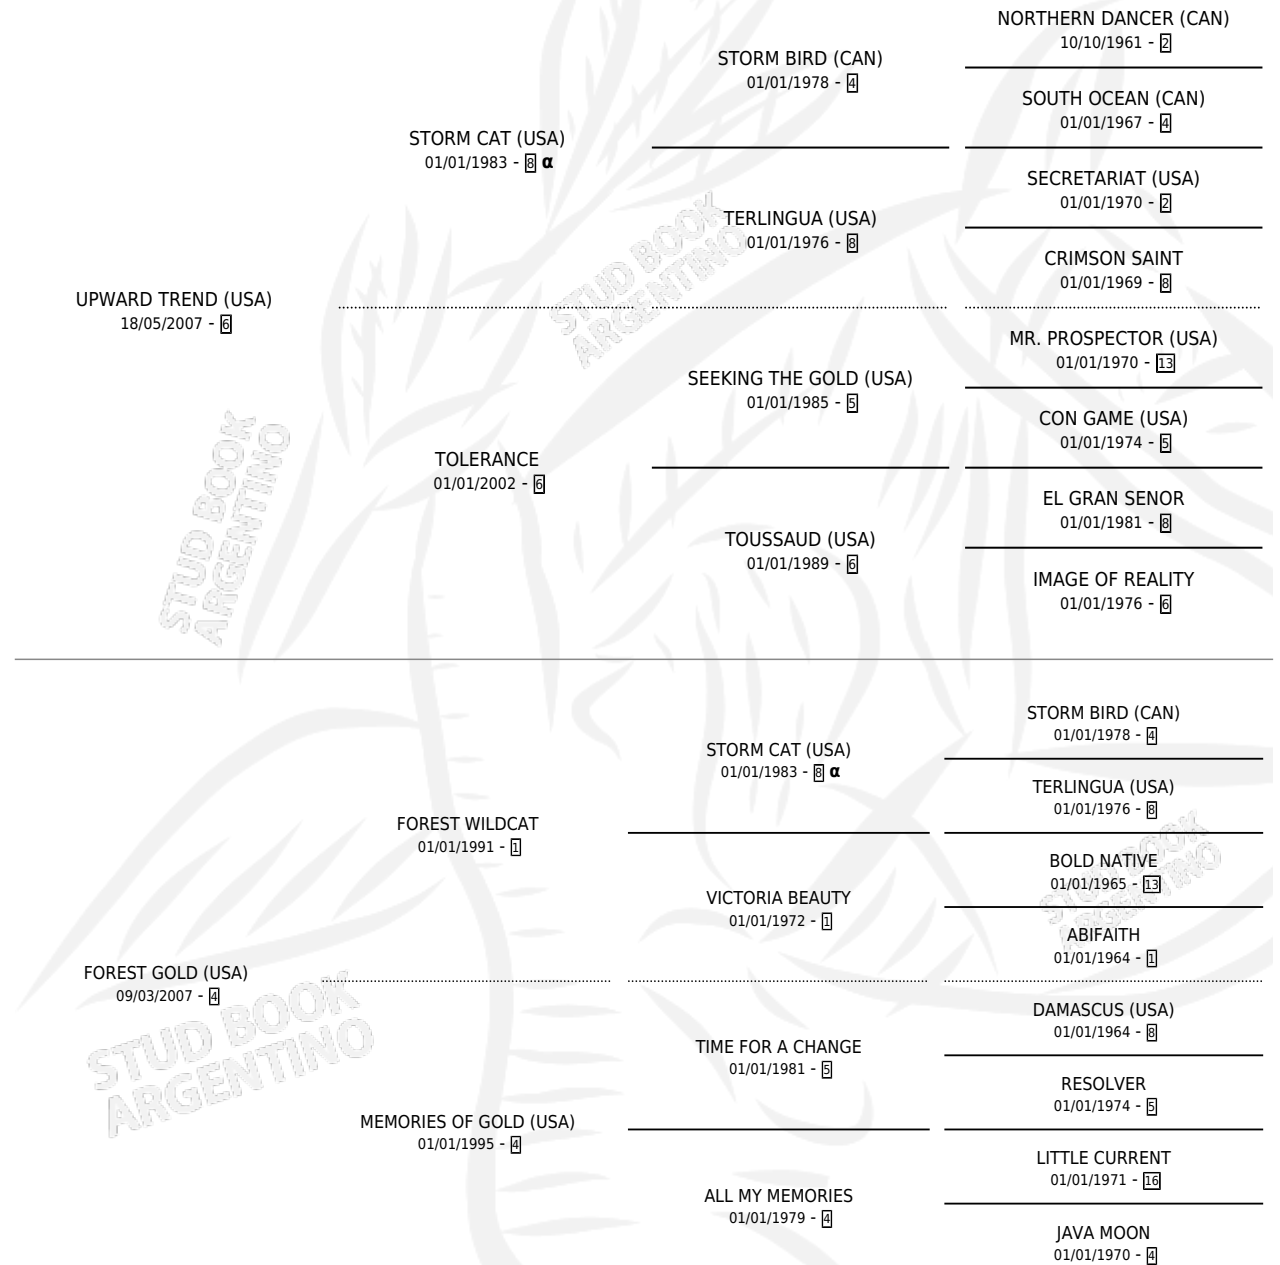 NORTHERN DANCER (CAN)
10/10/1961 - 2
STORM BIRD (CAN)
01/01/1978 - 4
SOUTH OCEAN (CAN)
01/01/1967 - 4
STORM CAT (USA)
01/01/1983 - 8 α
SECRETARIAT (USA)
01/01/1970 - 2
TERLINGUA (USA)
01/01/1976 - 8
CRIMSON SAINT
01/01/1969 - 8
UPWARD TREND (USA)
18/05/2007 - 6
MR. PROSPECTOR (USA)
01/01/1970 - 13
SEEKING THE GOLD (USA)
01/01/1985 - 5
CON GAME (USA)
01/01/1974 - 5
TOLERANCE
01/01/2002 - 6
EL GRAN SENOR
01/01/1981 - 8
TOUSSAUD (USA)
01/01/1989 - 6
IMAGE OF REALITY
01/01/1976 - 6
STORM BIRD (CAN)
01/01/1978 - 4
STORM CAT (USA)
01/01/1983 - 8 α
TERLINGUA (USA)
01/01/1976 - 8
FOREST WILDCAT
01/01/1991 - 1
BOLD NATIVE
01/01/1965 - 13
VICTORIA BEAUTY
01/01/1972 - 1
ABIFAITH
01/01/1964 - 1
FOREST GOLD (USA)
09/03/2007 - 4
DAMASCUS (USA)
01/01/1964 - 8
TIME FOR A CHANGE
01/01/1981 - 5
RESOLVER
01/01/1974 - 5
MEMORIES OF GOLD (USA)
01/01/1995 - 4
LITTLE CURRENT
01/01/1971 - 16
ALL MY MEMORIES
01/01/1979 - 4
JAVA MOON
01/01/1970 - 4
STUD BOOK
ARGENTINO
STUD BOOK
ARGENTINO
STUD BOOK
ARGENTINO
STUD BOOK
ARGENTINO